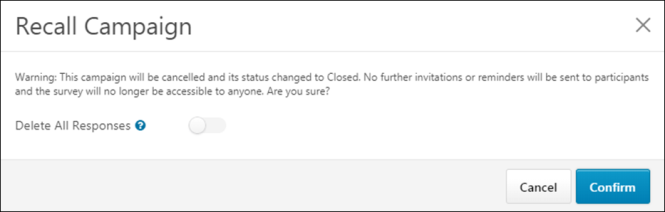 Recall Campaign
Warning: This campaign will be cancelled and its status changed to Closed. No further invitations or reminders will be sent to participants
and the survey will no longer be accessible to anyone. Are you sure?
Delete All Responses ?
Cancel Confirm